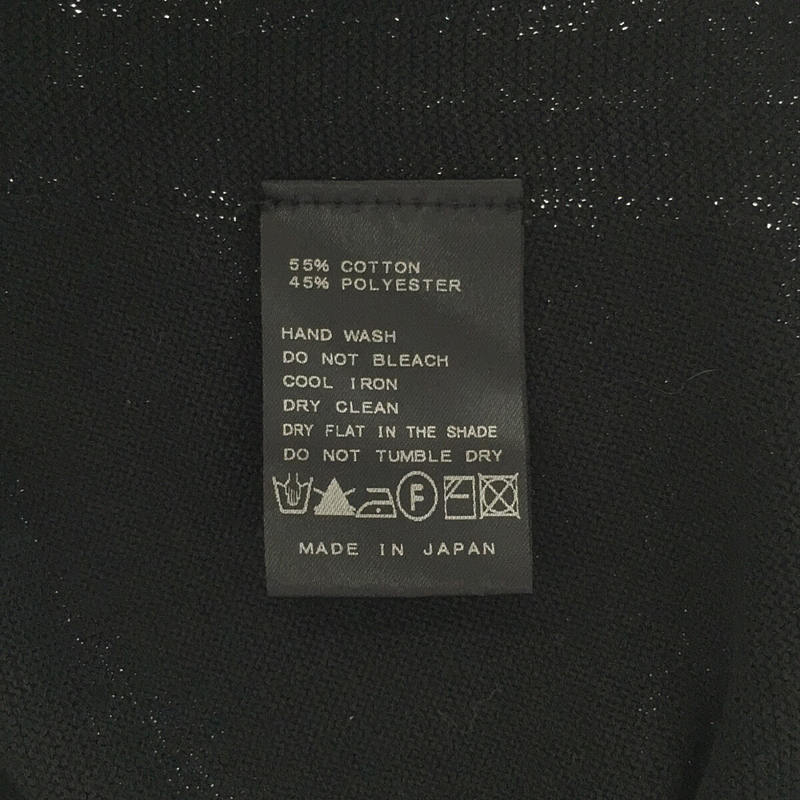 55% COTTON
45% POLYESTER
HAND WASH
DO NOT BLEACH
COOL IRON
DRY CLEAN
DRY FLAT IN THE SHADE
DO NOT TUMBLE DRY
F
MADE IN JAPAN